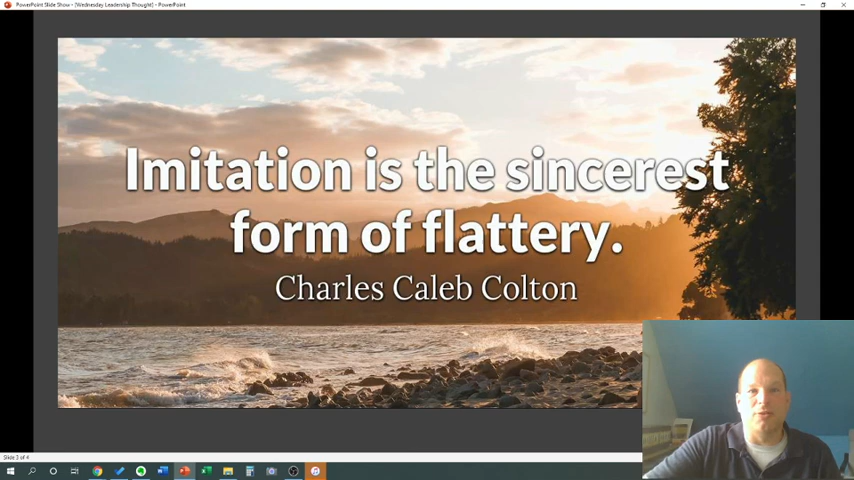 PowerPoint Slide Show - [Wednesday Leadership Thought] - PowerPoint
Imitation is the sincerest
form of flattery.
Charles Caleb Colton
Slide 3 of 4